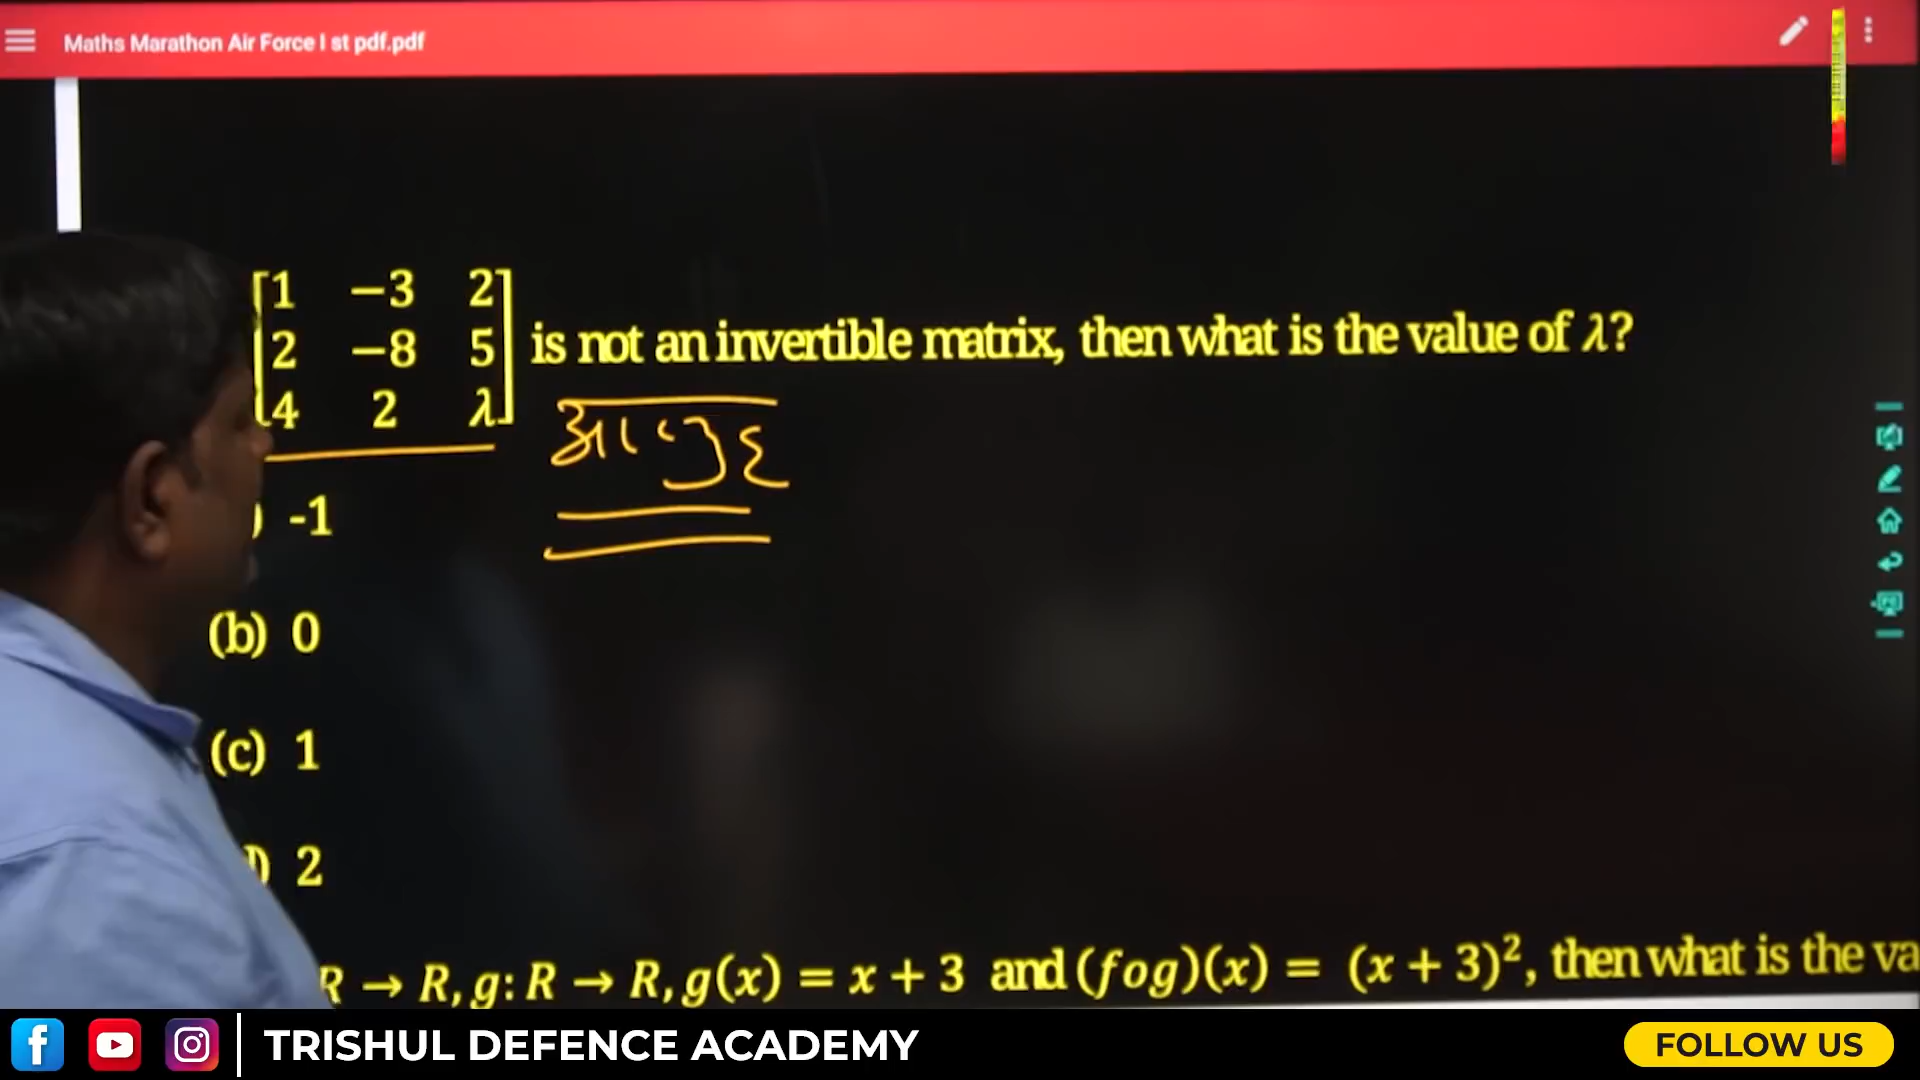 Maths Marathon Air Force I st pdf.pdf
[1 −3 2]
[2 −8 5] is not an invertible matrix, then what is the value of λ?
[4 2 λ]
) -1
(b) 0
(c) 1
) 2
R → R, g: R → R, g(x) = x + 3 and (fog)(x) = (x + 3)², then what is the va
TRISHUL DEFENCE ACADEMY
FOLLOW US